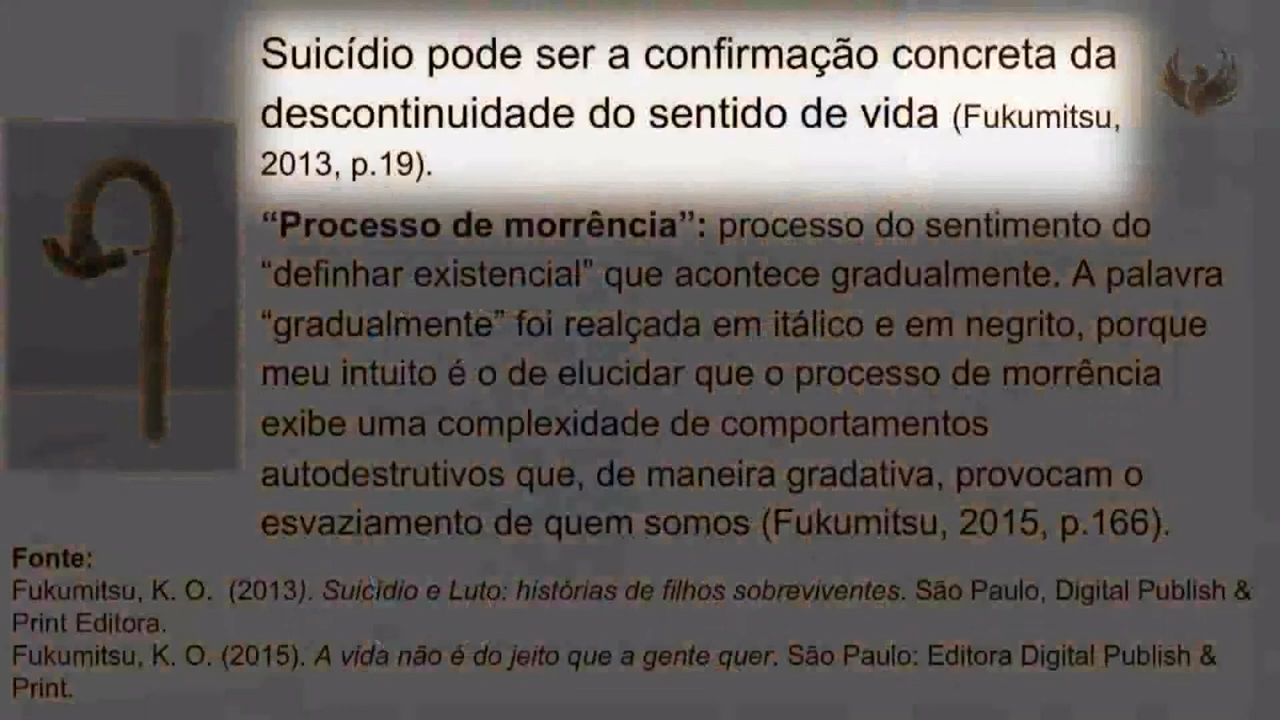 Suicídio pode ser a confirmação concreta da
descontinuidade do sentido de vida (Fukumitsu,
2013, p.19).
“Processo de morrência”: processo do sentimento do
“definhar existencial” que acontece gradualmente. A palavra
“gradualmente” foi realçada em itálico e em negrito, porque
meu intuito é o de elucidar que o processo de morrência
exibe uma complexidade de comportamentos
autodestrutivos que, de maneira gradativa, provocam o
esvaziamento de quem somos (Fukumitsu, 2015, p.166).
Fonte:
Fukumitsu, K. O. (2013). Suicídio e Luto: histórias de filhos sobreviventes. São Paulo, Digital Publish &
Print Editora.
Fukumitsu, K. O. (2015). A vida não é do jeito que a gente quer. São Paulo: Editora Digital Publish &
Print.